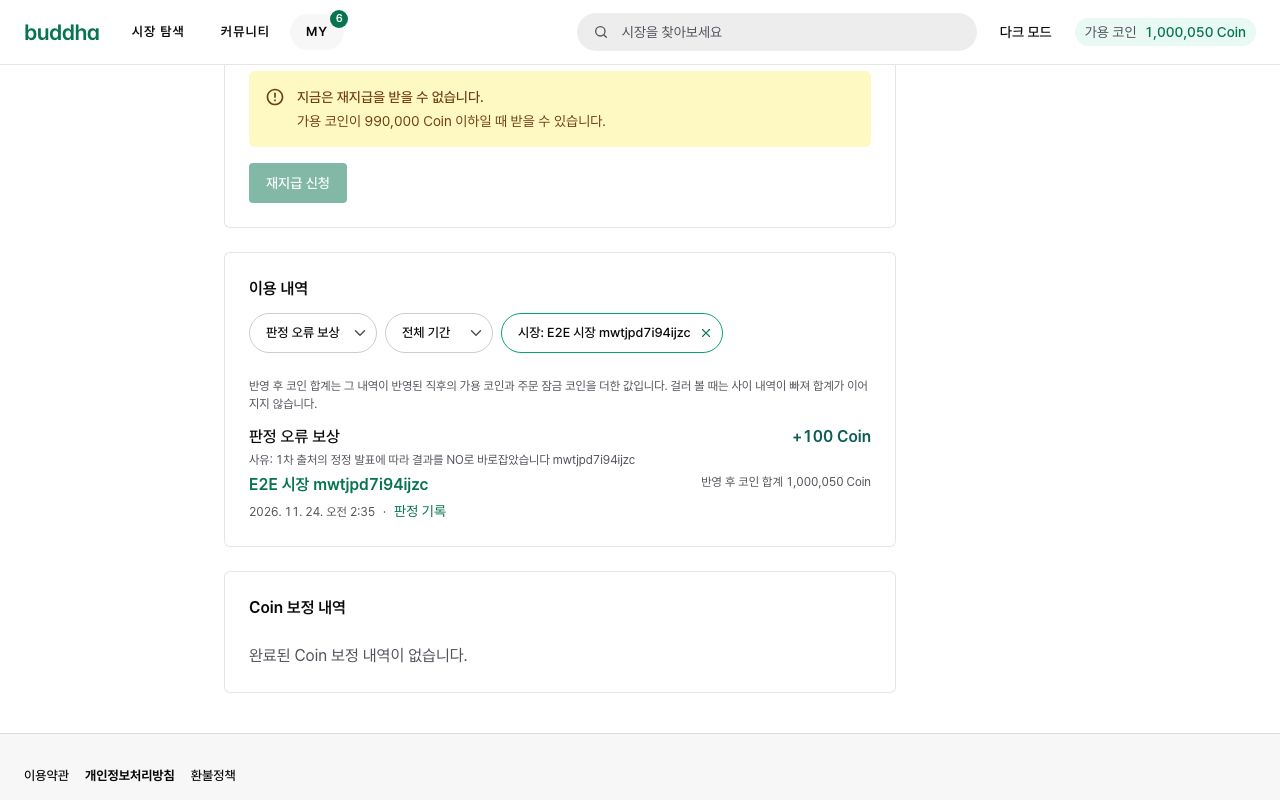 buddha
시장 탐색
커뮤니티
MY
6
시장을 찾아보세요
다크 모드
가용 코인 1,000,050 Coin
지금은 재지급을 받을 수 없습니다.
가용 코인이 990,000 Coin 이하일 때 받을 수 있습니다.
재지급 신청
이용 내역
판정 오류 보상
전체 기간
시장: E2E 시장 mwtjpd7i94ijzc ×
반영 후 코인 합계는 그 내역이 반영된 직후의 가용 코인과 주문 잠금 코인을 더한 값입니다. 걸러 볼 때는 사이 내역이 빠져 합계가 이어
지지 않습니다.
판정 오류 보상
+100 Coin
사유: 1차 출처의 정정 발표에 따라 결과를 NO로 바로잡았습니다 mwtjpd7i94ijzc
E2E 시장 mwtjpd7i94ijzc
반영 후 코인 합계 1,000,050 Coin
2026. 11. 24. 오전 2:35 · 판정 기록
Coin 보정 내역
완료된 Coin 보정 내역이 없습니다.
이용약관
개인정보처리방침
환불정책